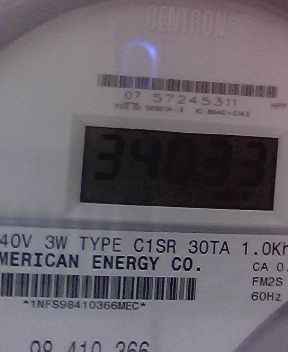 CENTRON
07 57245311
34033
40V 3W TYPE C1SR 30TA 1.0Kh
MERICAN ENERGY CO.
CA 0.
FM2S
60Hz
*1NFS98410366MEC*
98 410 366